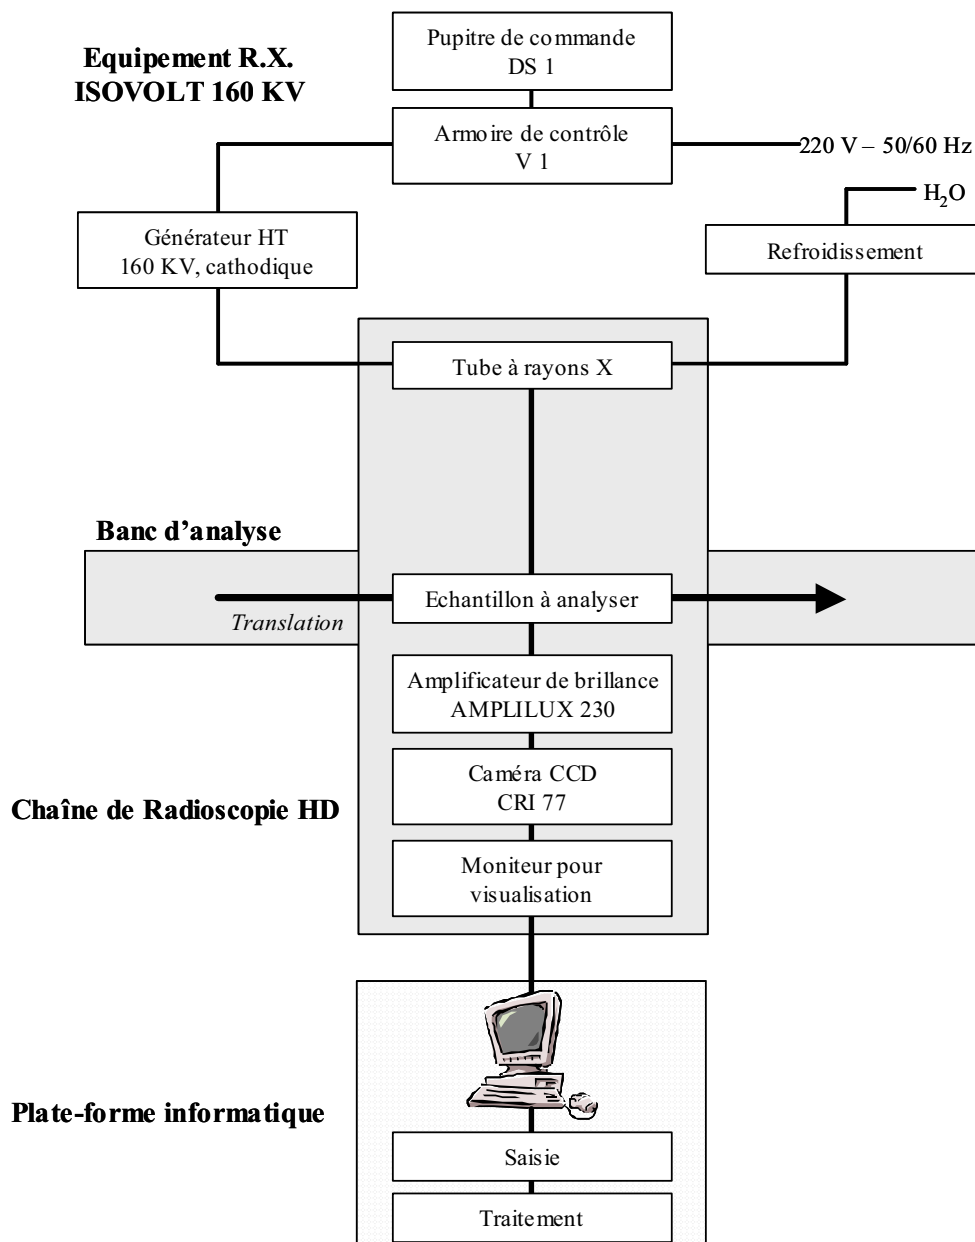 Equipement R.X.
ISOVOLT 160 KV
Pupitre de commande
DS 1
Armoire de contrôle
V 1
220 V – 50/60 Hz
H₂O
Générateur HT
160 KV, cathodique
Refroidissement
Tube à rayons X
Banc d’analyse
Echantillon à analyser
Translation
Amplificateur de brillance
AMPLILUX 230
Caméra CCD
CRI 77
Chaîne de Radioscopie HD
Moniteur pour
visualisation
Plate-forme informatique
Saisie
Traitement